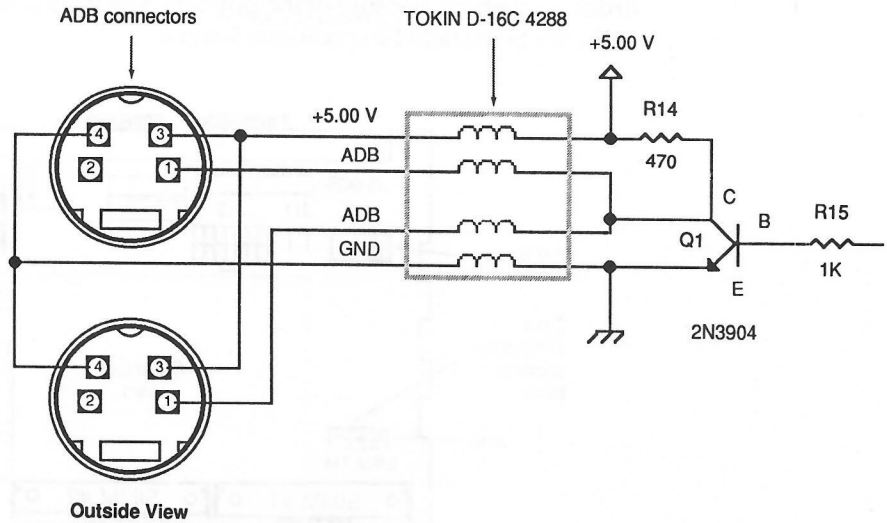 ADB connectors
TOKIN D-16C 4288
+5.00 V
R14
470
+5.00 V
4
3
2
1
ADB
ADB
GND
C
B
Q1
E
R15
1K
2N3904
4
3
2
1
Outside View